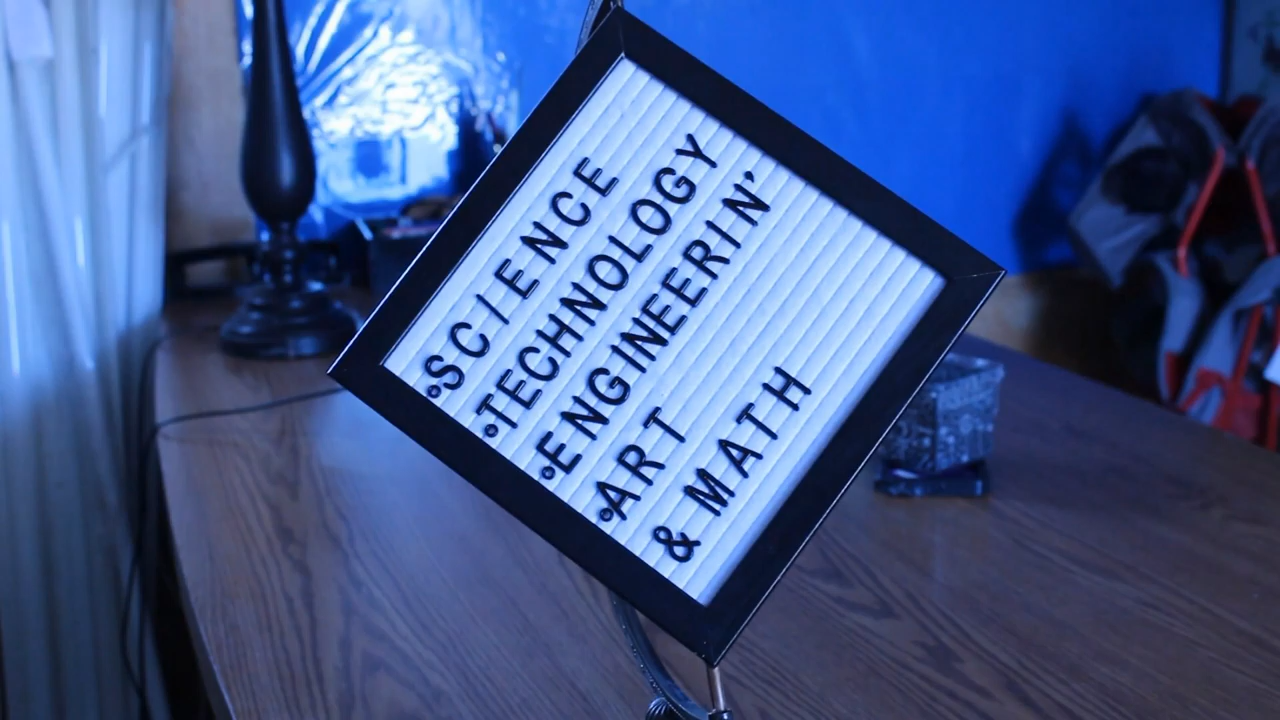 °SCIENCE
°TECHNOLOGY
°ENGINEERIN'
°ART
& MATH